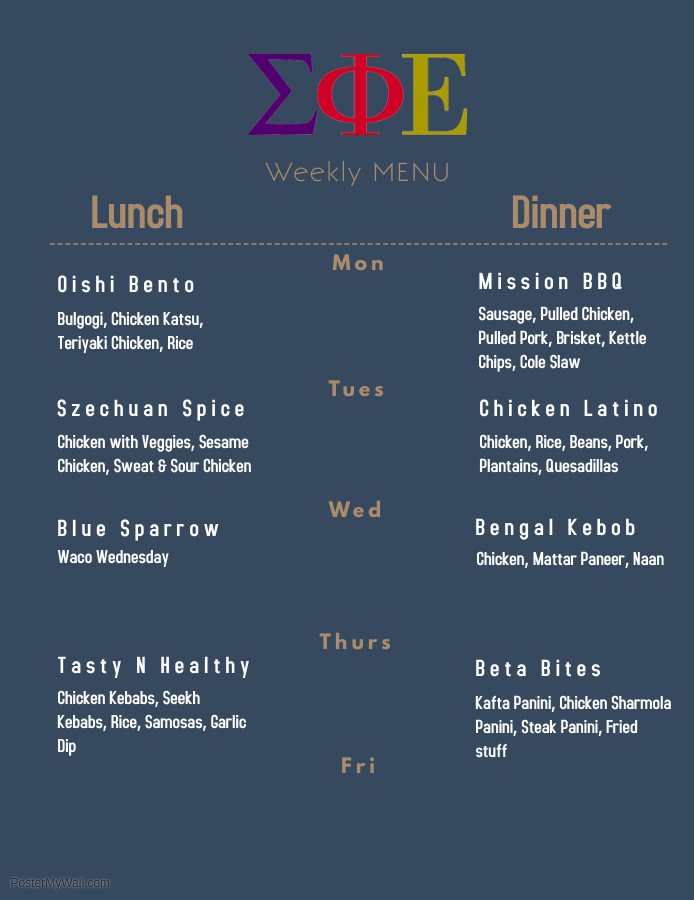 ΣΦΕ
Weekly MENU
Lunch
Dinner
Mon
Oishi Bento
Bulgogi, Chicken Katsu,
Teriyaki Chicken, Rice
Mission BBQ
Sausage, Pulled Chicken,
Pulled Pork, Brisket, Kettle
Chips, Cole Slaw
Tues
Szechuan Spice
Chicken with Veggies, Sesame
Chicken, Sweat & Sour Chicken
Chicken Latino
Chicken, Rice, Beans, Pork,
Plantains, Quesadillas
Wed
Blue Sparrow
Waco Wednesday
Bengal Kebob
Chicken, Mattar Paneer, Naan
Thurs
Tasty N Healthy
Chicken Kebabs, Seekh
Kebabs, Rice, Samosas, Garlic
Dip
Beta Bites
Kafta Panini, Chicken Sharmola
Panini, Steak Panini, Fried
stuff
Fri
PosterMyWall.com